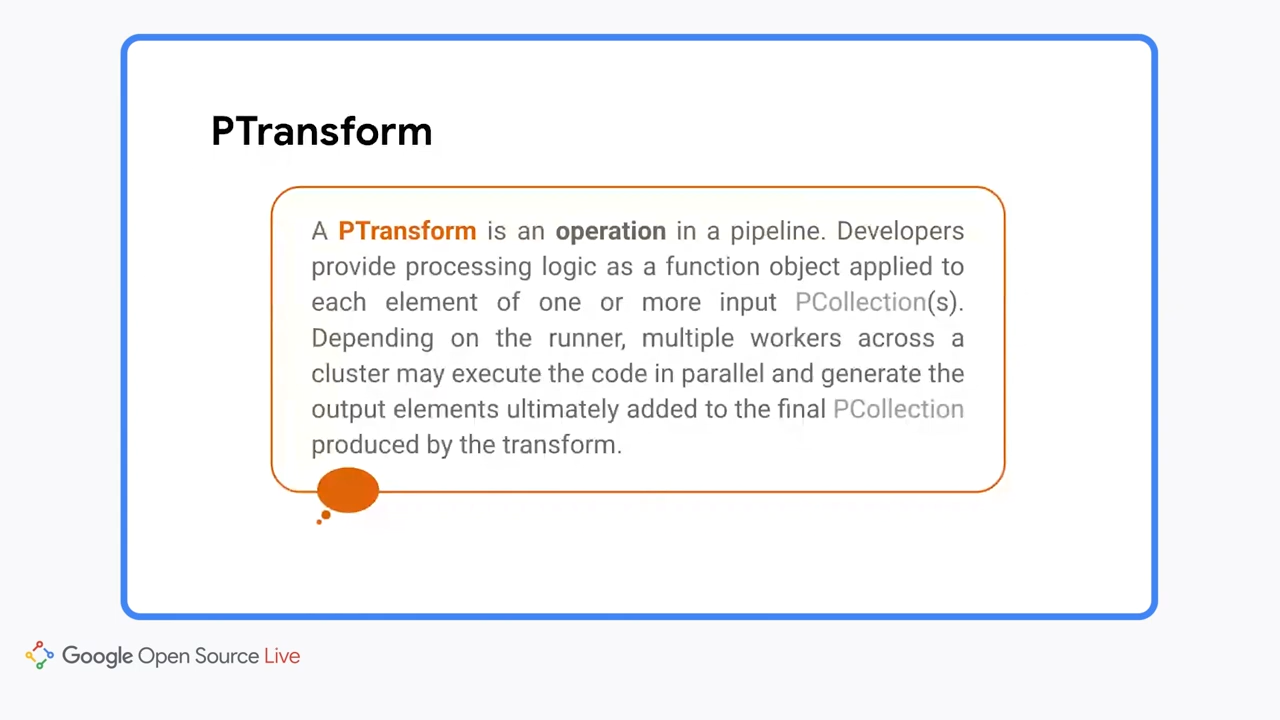 PTransform
A PTransform is an operation in a pipeline. Developers
provide processing logic as a function object applied to
each element of one or more input PCollection(s).
Depending on the runner, multiple workers across a
cluster may execute the code in parallel and generate the
output elements ultimately added to the final PCollection
produced by the transform.
Google Open Source Live